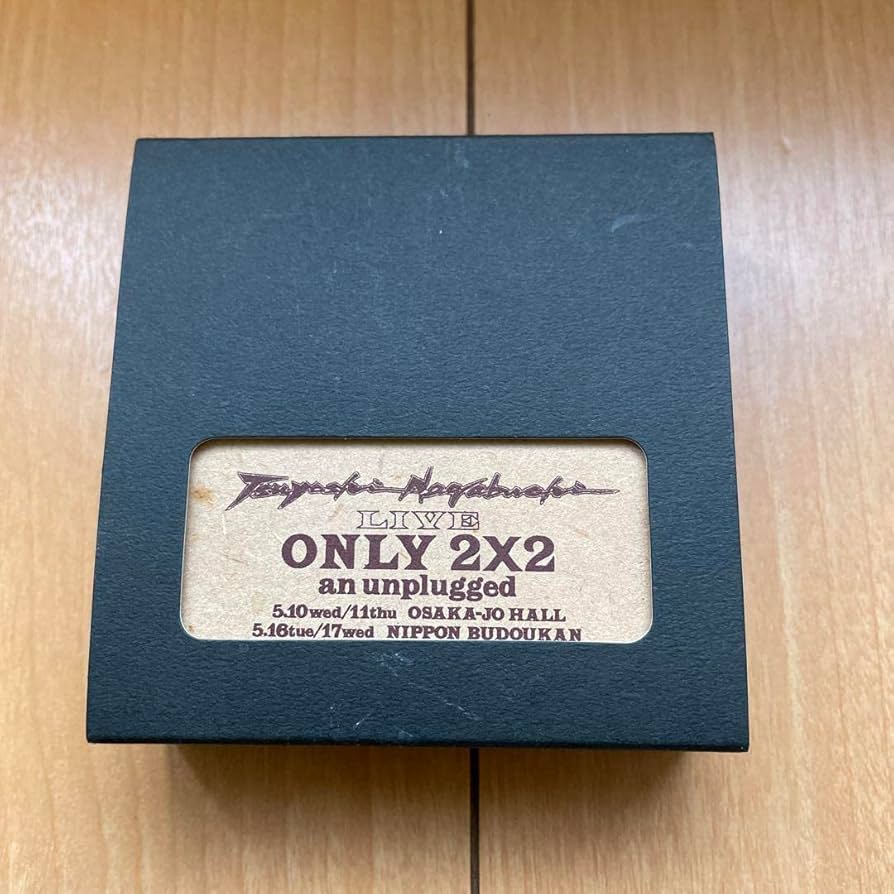 Tsuyoshi Nagabuchi
LIVE
ONLY 2X2
an unplugged
5.10wed/11thu OSAKA-JO HALL
5.16tue/17wed NIPPON BUDOUKAN